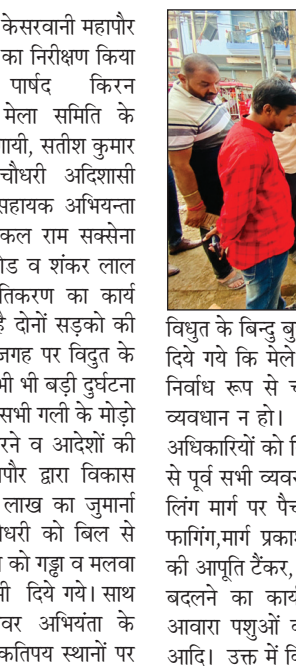 केसरवानी महापौर
का निरीक्षण किया
पार्षद किरन
मेला समिति के
गायी, सतीश कुमार
चौधरी अदिशासी
सहायक अभियन्ता
कल राम सक्सेना
रोड व शंकर लाल
तिकरण का कार्य
है दोनों सड़को की
जगह पर विदुत के
भी भी बड़ी दुर्घटना
सभी गली के मोड़ो
रने व आदेशों की
पौर द्वारा विकास
लाख का जुमार्ना
धरी को बिल से
को गड्ढा व मलवा
भी दिये गये। साथ
वर अभियंता के
कतिपय स्थानों पर
विधुत के बिन्दु बु
दिये गये कि मेले
निर्वाध रूप से च
व्यवधान न हो।
अधिकारियों को नि
से पूर्व सभी व्यवस
लिंग मार्ग पर पैच
फागिंग,मार्ग प्रका
की आपूति टैंकर,
बदलने का कार्य
आवारा पशुओं व
आदि। उक्त में वि